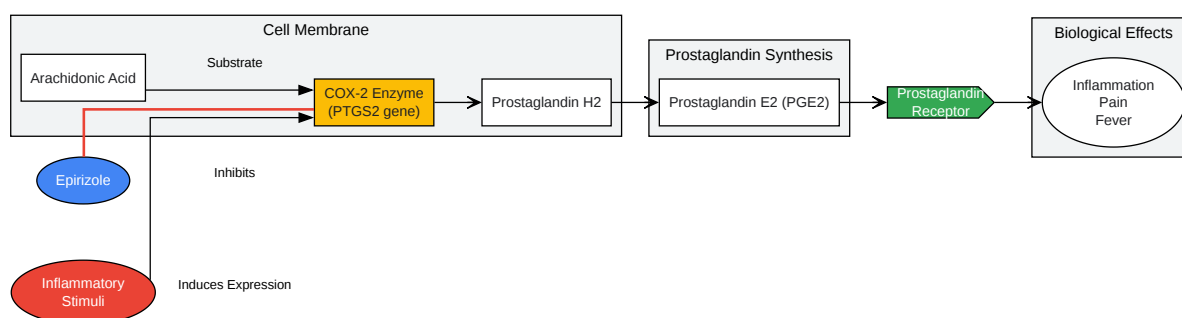 Cell Membrane
Arachidonic Acid
Substrate
COX-2 Enzyme
(PTGS2 gene)
Prostaglandin H2
Prostaglandin Synthesis
Prostaglandin E2 (PGE2)
Prostaglandin
Receptor
Biological Effects
Inflammation
Pain
Fever
Epirizole
Inhibits
Inflammatory
Stimuli
Induces Expression